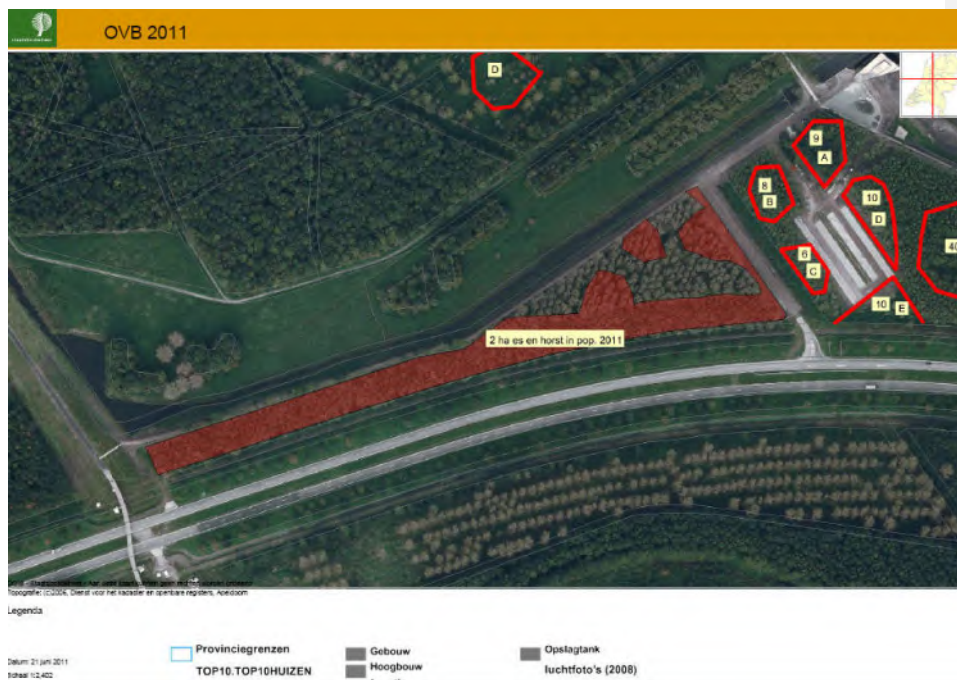 OVB 2011
D
9
A
8
B
10
D
6
C
40
10
E
2 ha es en horst in pop. 2011
Topografie: (c)2006, Dienst voor het kadaster en openbare registers, Apeldoorn
Legenda
Provinciegrenzen
TOP10.TOP10HUIZEN
Gebouw
Hoogbouw
Opslagtank
luchtfoto's (2008)
Datum: 21 juni 2011
Schaal 1:2,402